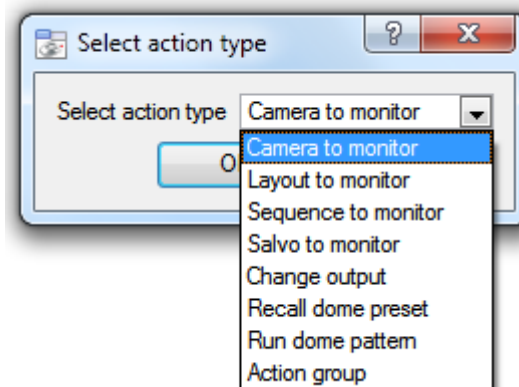 Select action type
Select action type Camera to monitor
O
Camera to monitor
Layout to monitor
Sequence to monitor
Salvo to monitor
Change output
Recall dome preset
Run dome pattern
Action group